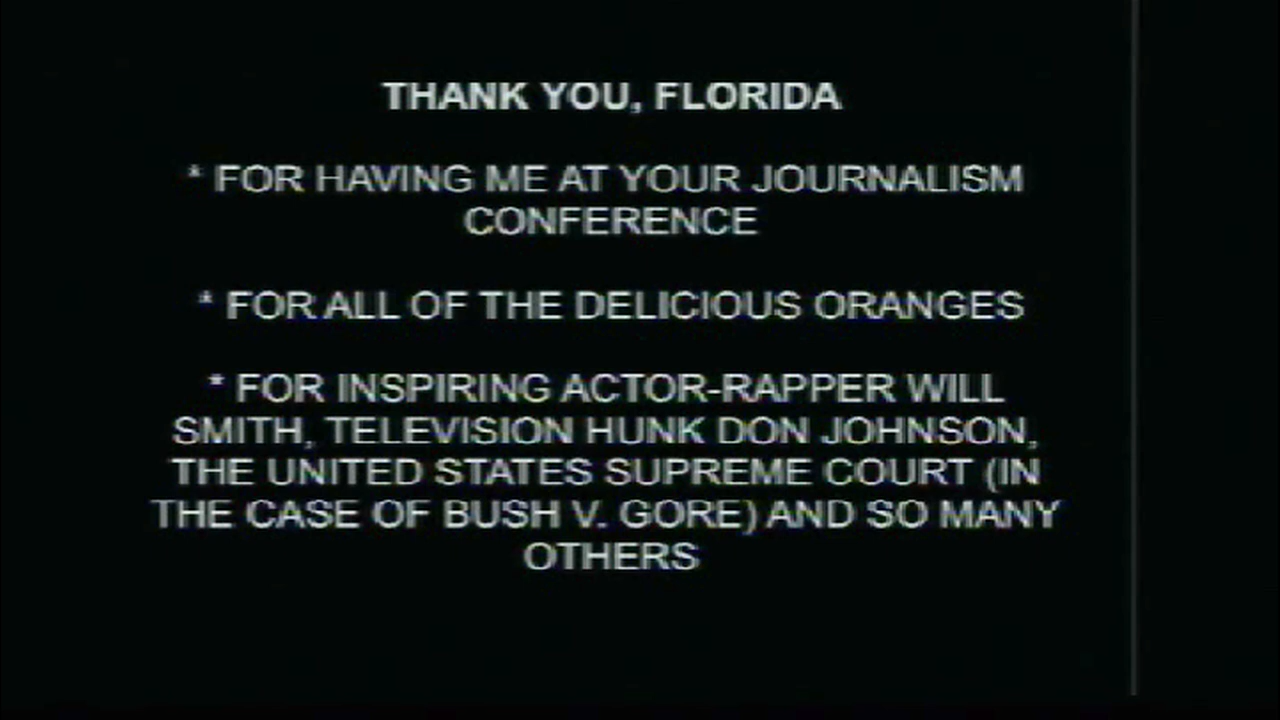 THANK YOU, FLORIDA
* FOR HAVING ME AT YOUR JOURNALISM
CONFERENCE
* FOR ALL OF THE DELICIOUS ORANGES
* FOR INSPIRING ACTOR-RAPPER WILL
SMITH, TELEVISION HUNK DON JOHNSON,
THE UNITED STATES SUPREME COURT (IN
THE CASE OF BUSH V. GORE) AND SO MANY
OTHERS